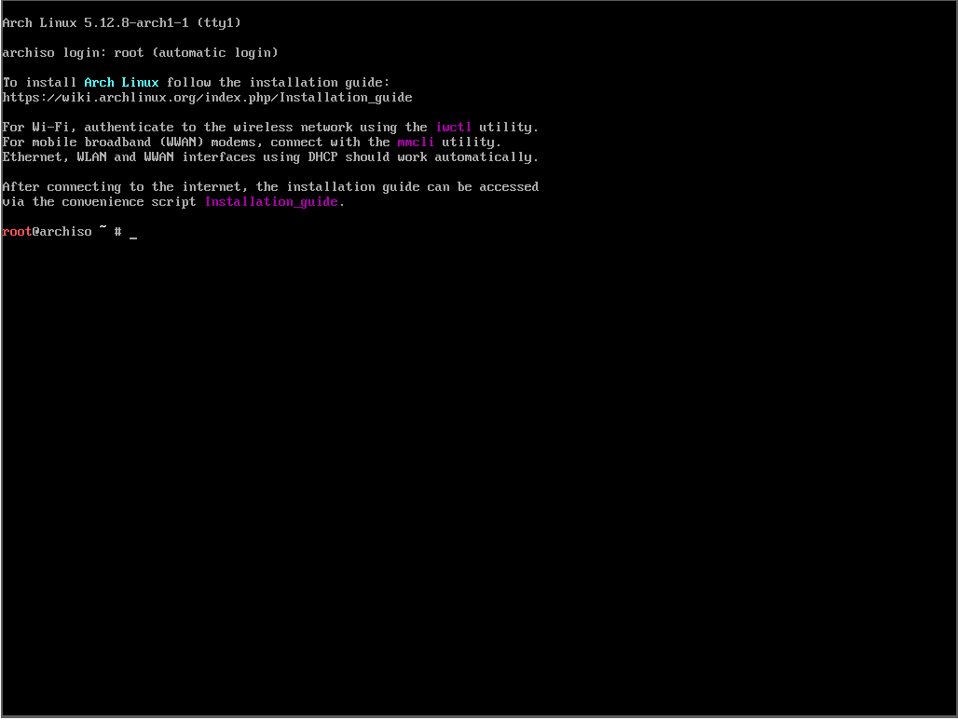 Arch Linux 5.12.8-arch1-1 (tty1)
archiso login: root (automatic login)
To install Arch Linux follow the installation guide:
https://wiki.archlinux.org/index.php/Installation_guide
For Wi-Fi, authenticate to the wireless network using the iwctl utility.
For mobile broadband (WWAN) modems, connect with the mmcli utility.
Ethernet, WLAN and WWAN interfaces using DHCP should work automatically.
After connecting to the internet, the installation guide can be accessed
via the convenience script Installation_guide.
root@archiso ~ # _